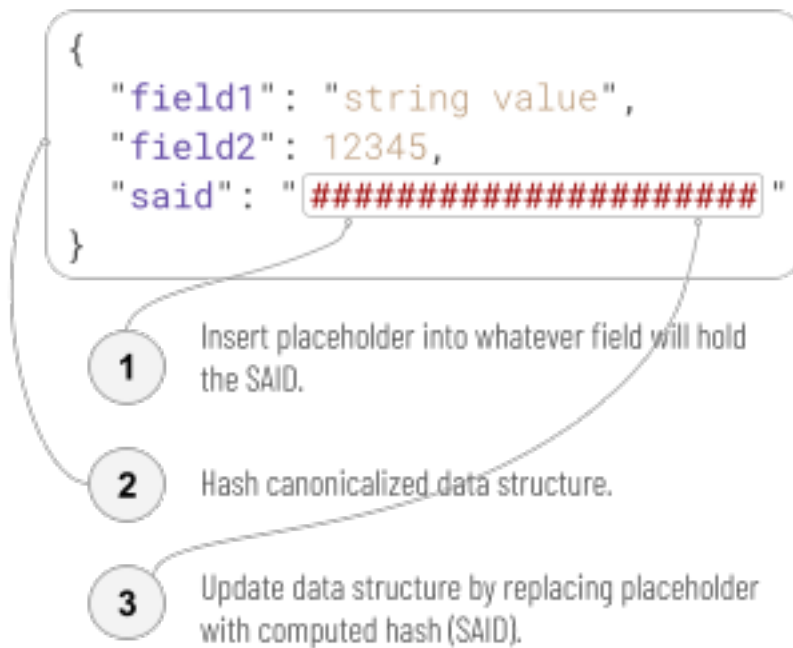 {
"field1": "string value",
"field2": 12345,
"said": "#####################"
}
1
Insert placeholder into whatever field will hold
the SAID.
2
Hash canonicalized data structure.
3
Update data structure by replacing placeholder
with computed hash (SAID).